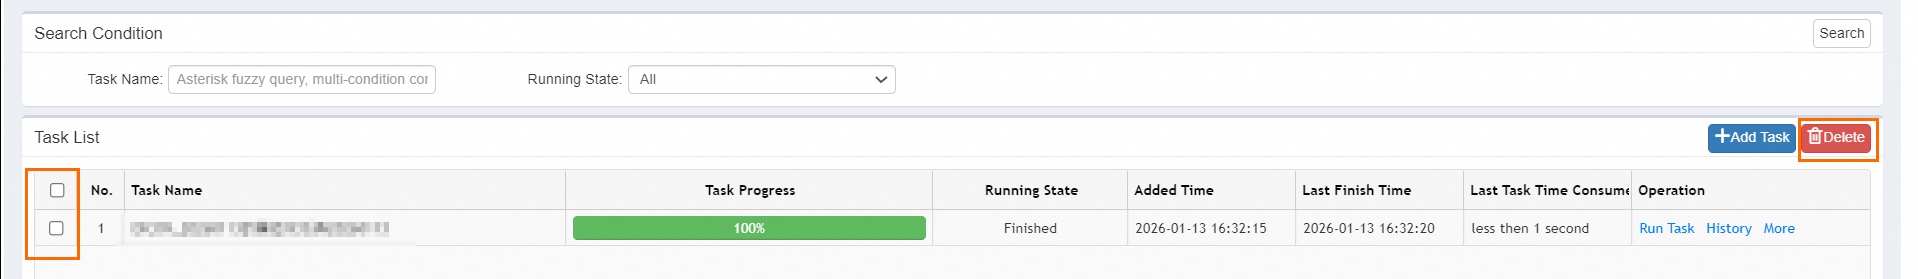 Search Condition Search
Task Name: Asterisk fuzzy query, multi-condition cor Running State: All
Task List Add Task Delete
No. Task Name Task Progress Running State Added Time Last Finish Time Last Task Time Consume Operation
1 100% Finished 2026-01-13 16:32:15 2026-01-13 16:32:20 less then 1 second Run Task History More